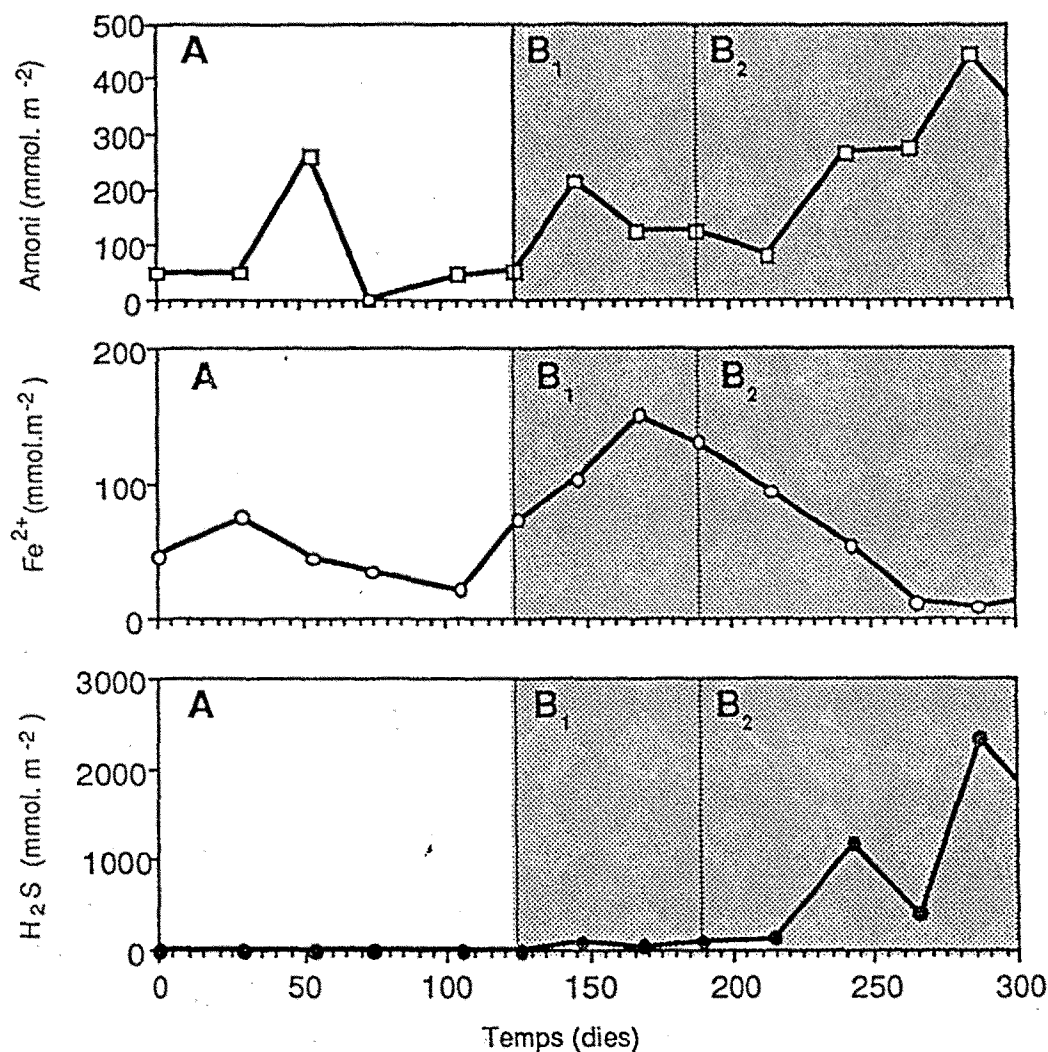 Amoni (mmol. m -2)
500
400
300
200
100
0
A
B1
B2
Fe2+ (mmol.m-2)
200
100
0
A
B1
B2
H2S (mmol. m -2)
3000
2000
1000
0
A
B1
B2
0 50 100 150 200 250 300
Temps (dies)